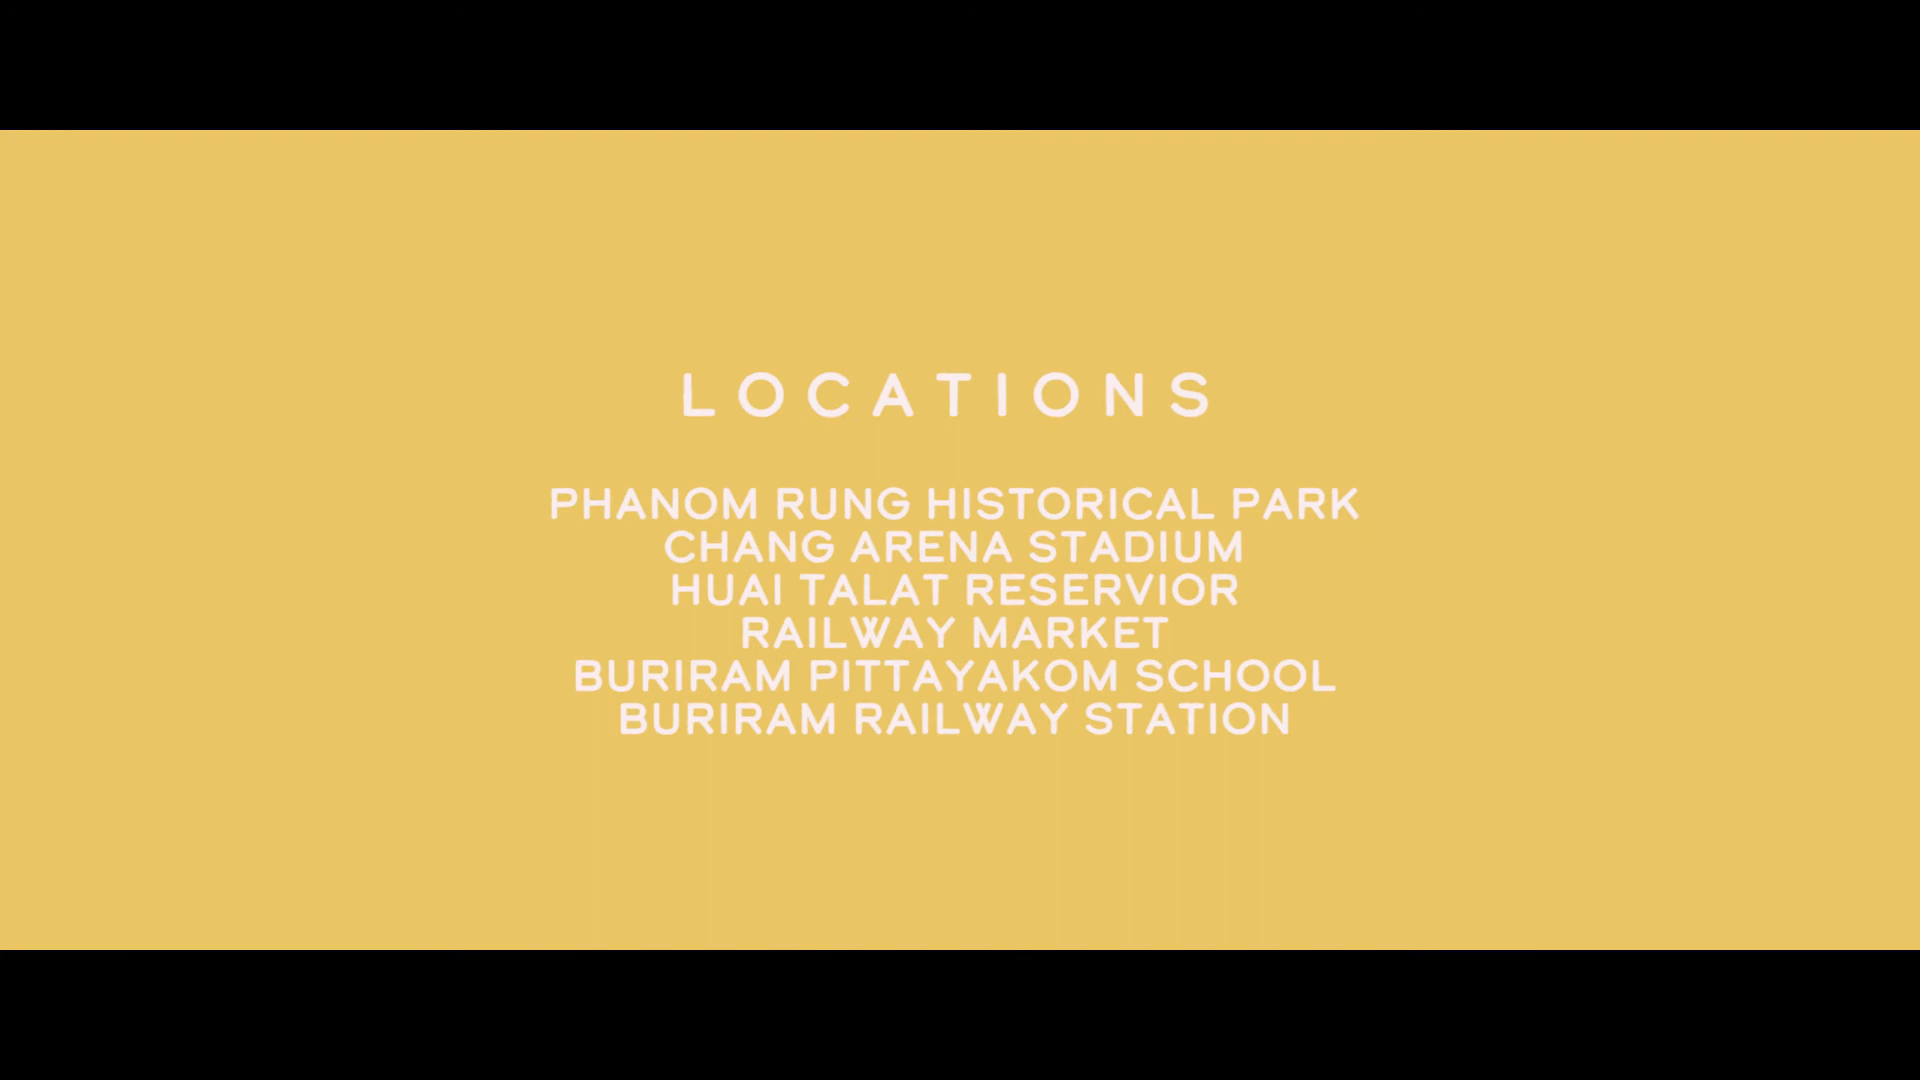 LOCATIONS
PHANOM RUNG HISTORICAL PARK
CHANG ARENA STADIUM
HUAI TALAT RESERVIOR
RAILWAY MARKET
BURIRAM PITTAYAKOM SCHOOL
BURIRAM RAILWAY STATION